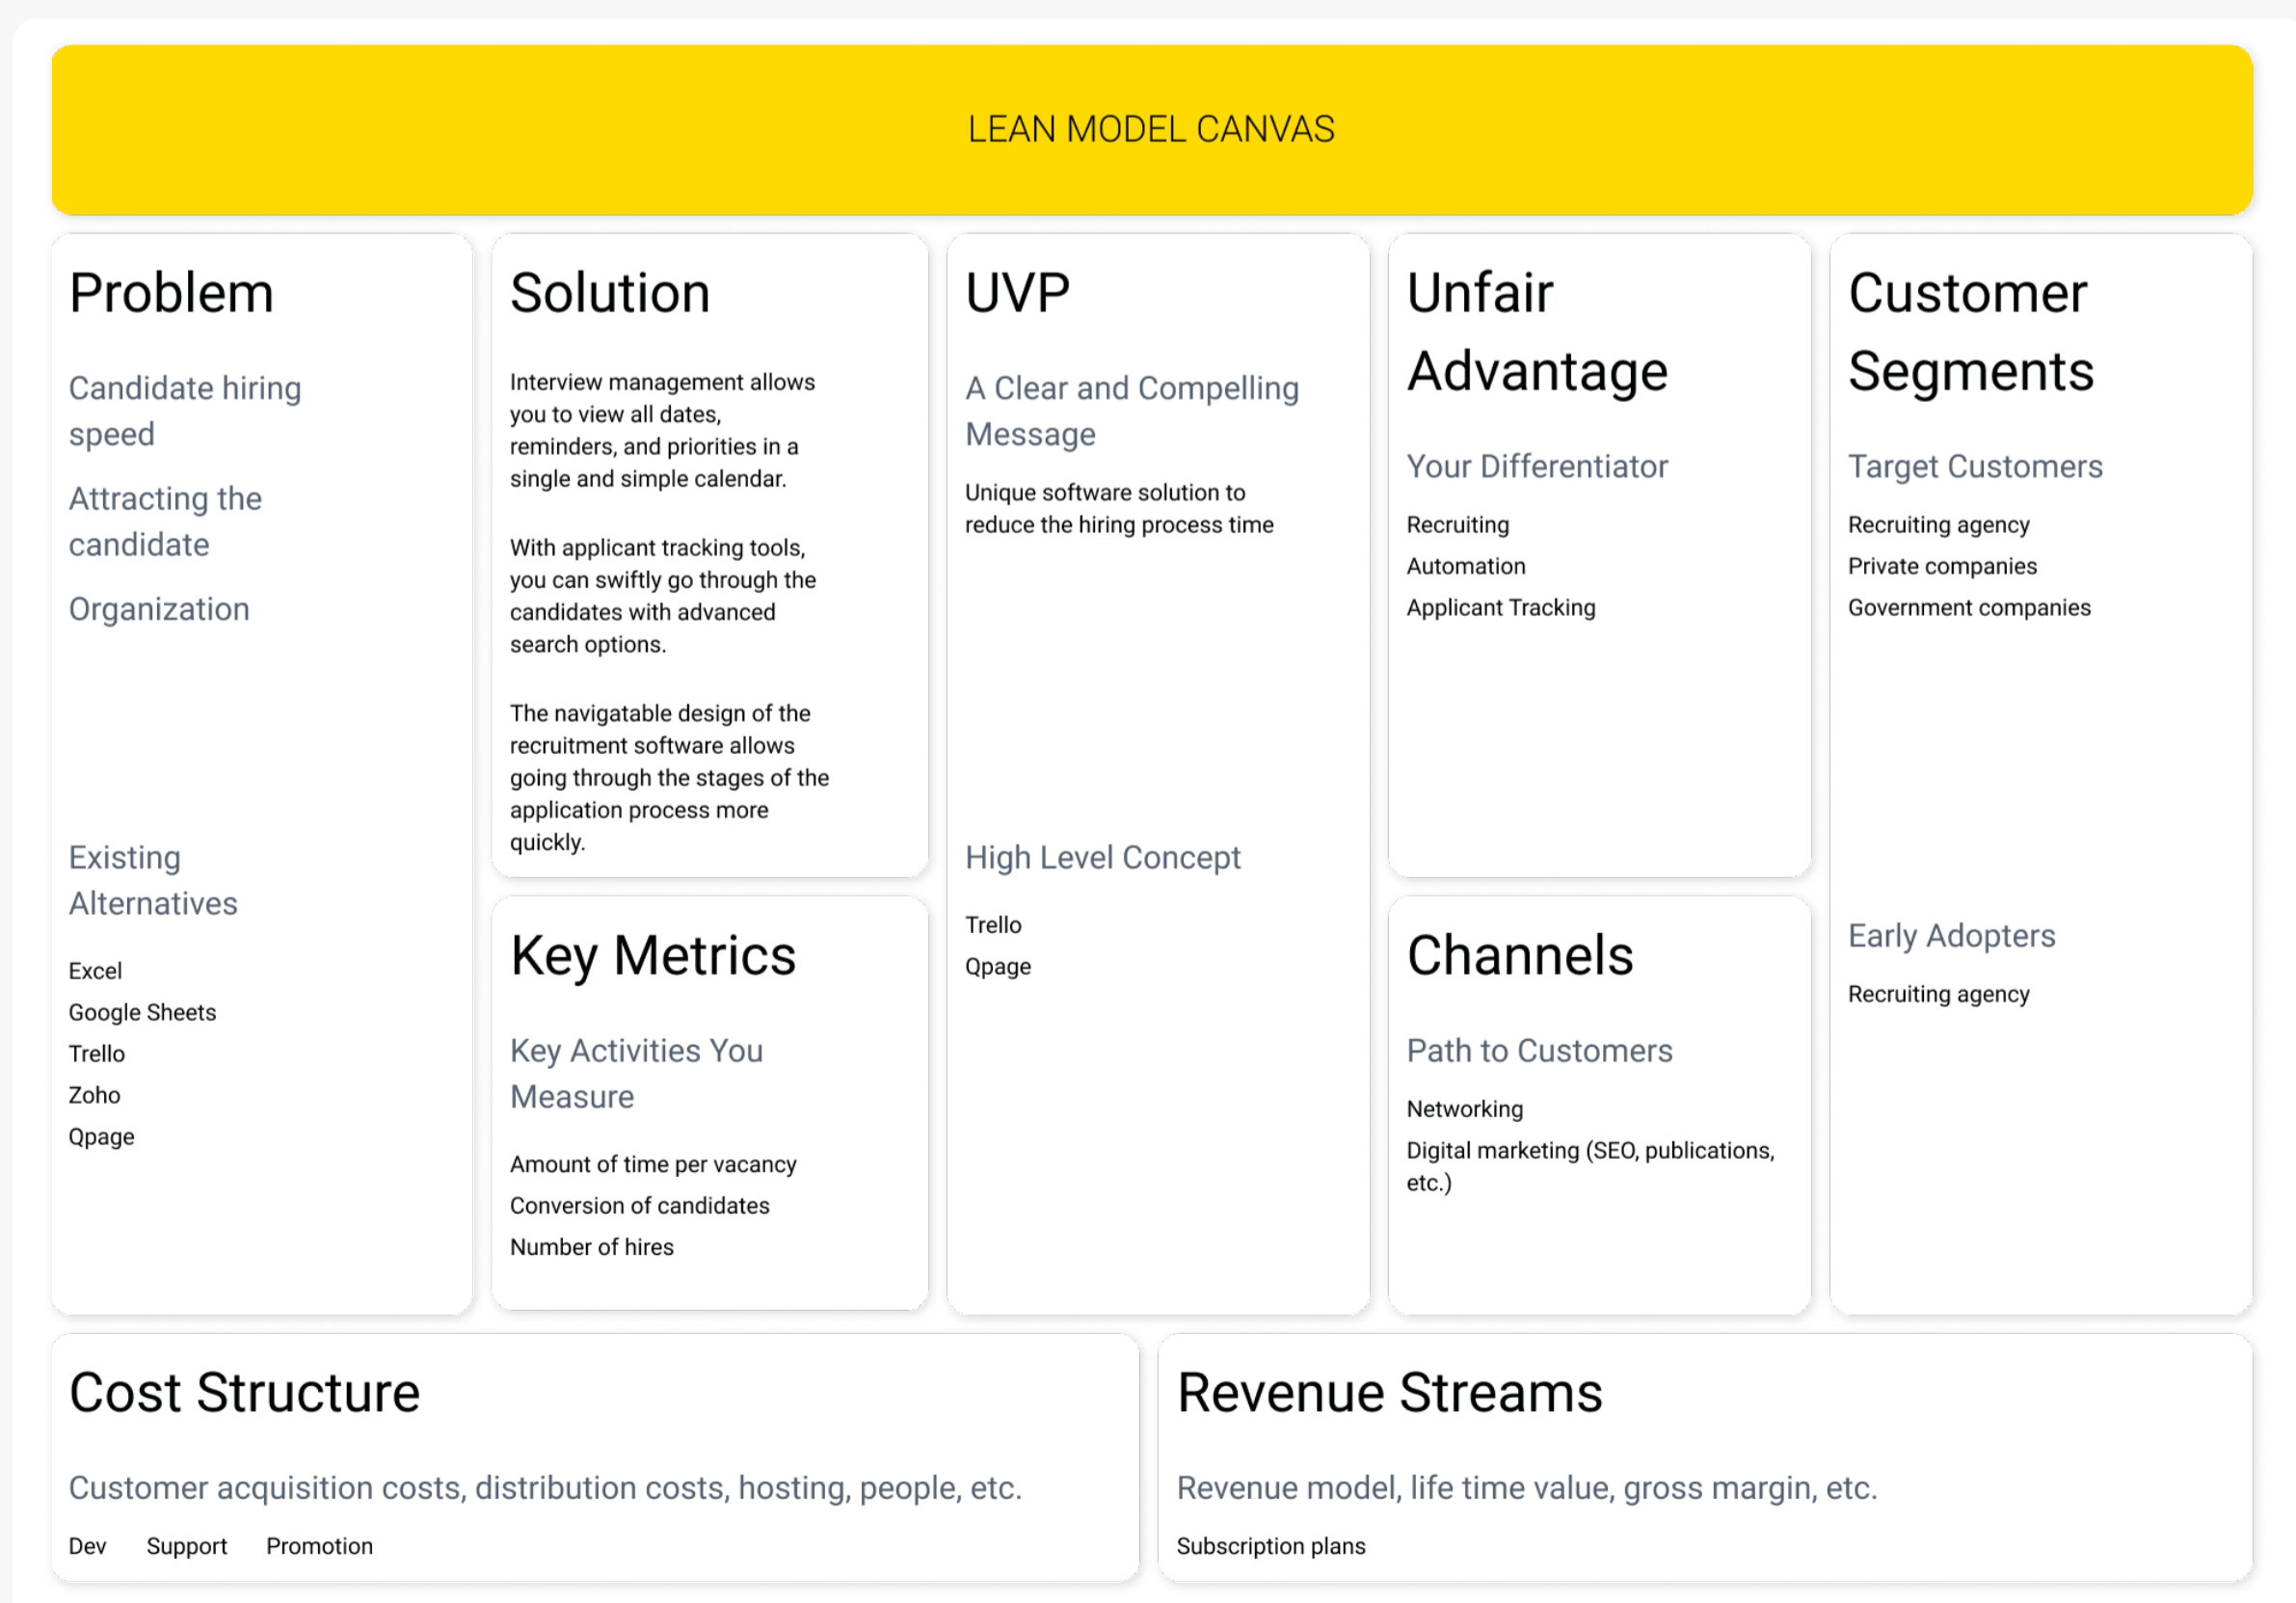 LEAN MODEL CANVAS
Problem
Candidate hiring
speed
Attracting the
candidate
Organization
Existing
Alternatives
Excel
Google Sheets
Trello
Zoho
Qpage
Solution
Interview management allows
you to view all dates,
reminders, and priorities in a
single and simple calendar.
With applicant tracking tools,
you can swiftly go through the
candidates with advanced
search options.
The navigatable design of the
recruitment software allows
going through the stages of the
application process more
quickly.
Key Metrics
Key Activities You
Measure
Amount of time per vacancy
Conversion of candidates
Number of hires
UVP
A Clear and Compelling
Message
Unique software solution to
reduce the hiring process time
High Level Concept
Trello
Qpage
Unfair
Advantage
Your Differentiator
Recruiting
Automation
Applicant Tracking
Channels
Path to Customers
Networking
Digital marketing (SEO, publications,
etc.)
Customer
Segments
Target Customers
Recruiting agency
Private companies
Government companies
Early Adopters
Recruiting agency
Cost Structure
Customer acquisition costs, distribution costs, hosting, people, etc.
Dev Support Promotion
Revenue Streams
Revenue model, life time value, gross margin, etc.
Subscription plans